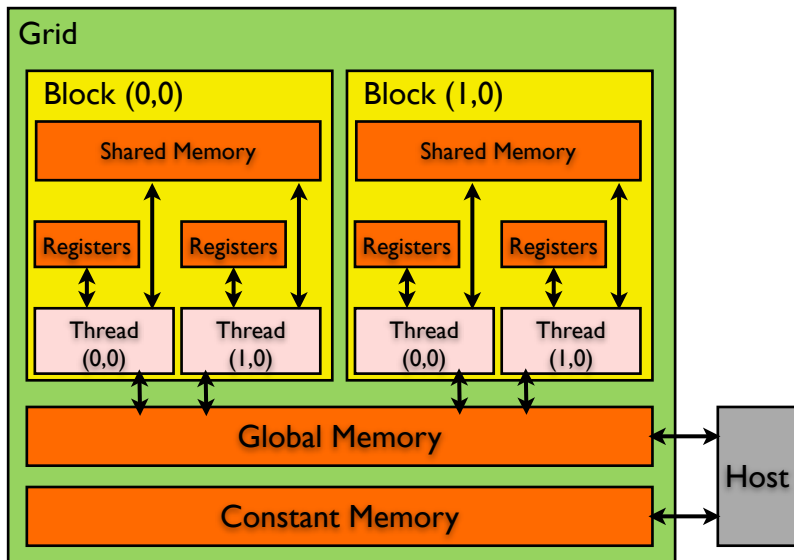 Grid
Block (0,0)
Shared Memory
Registers
Registers
Thread
(0,0)
Thread
(1,0)
Block (1,0)
Shared Memory
Registers
Registers
Thread
(0,0)
Thread
(1,0)
Global Memory
Constant Memory
Host